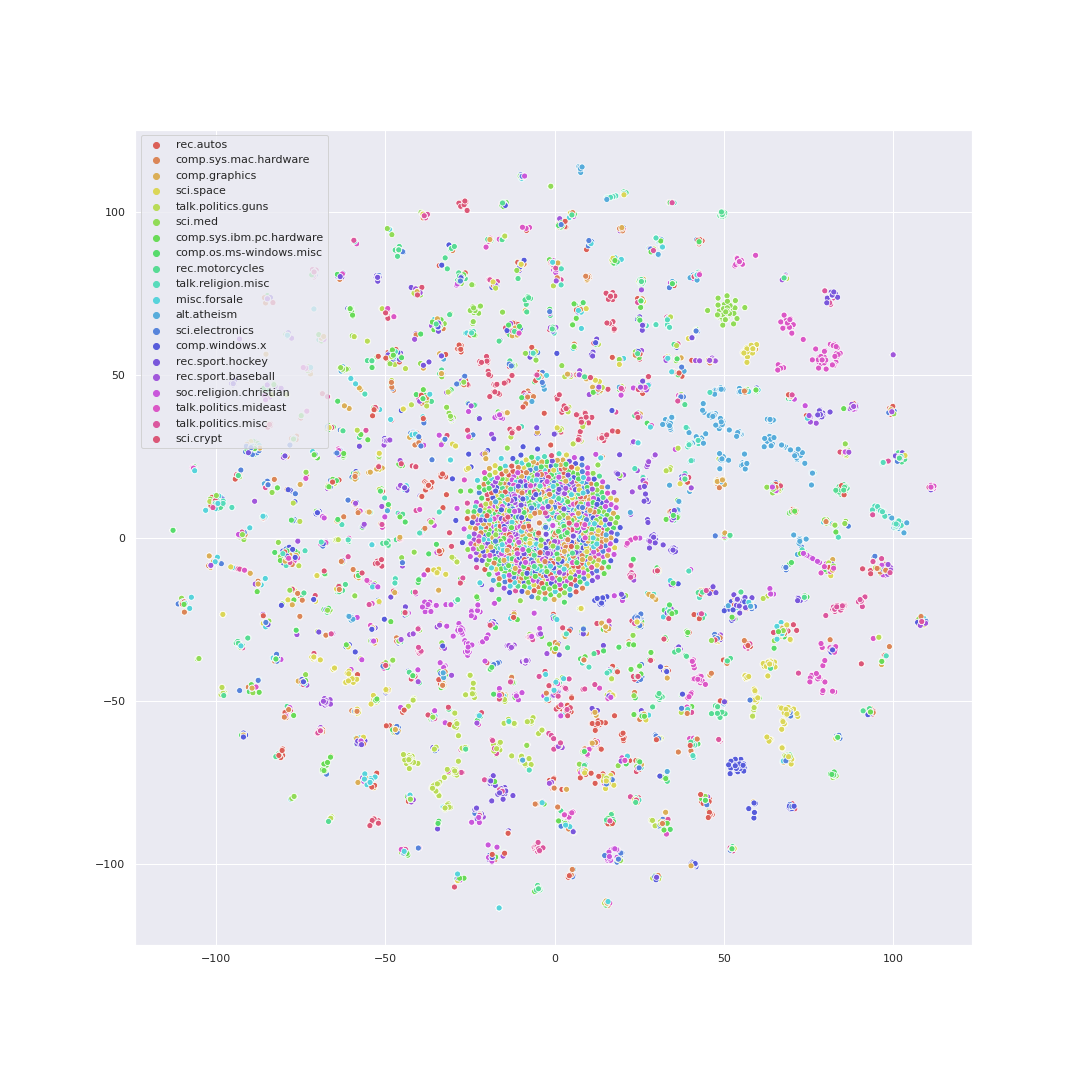 rec.autos
comp.sys.mac.hardware
comp.graphics
sci.space
talk.politics.guns
sci.med
comp.sys.ibm.pc.hardware
comp.os.ms-windows.misc
rec.motorcycles
talk.religion.misc
misc.forsale
alt.atheism
sci.electronics
comp.windows.x
rec.sport.hockey
rec.sport.baseball
soc.religion.christian
talk.politics.mideast
talk.politics.misc
sci.crypt
100
50
0
−50
−100
−100 −50 0 50 100